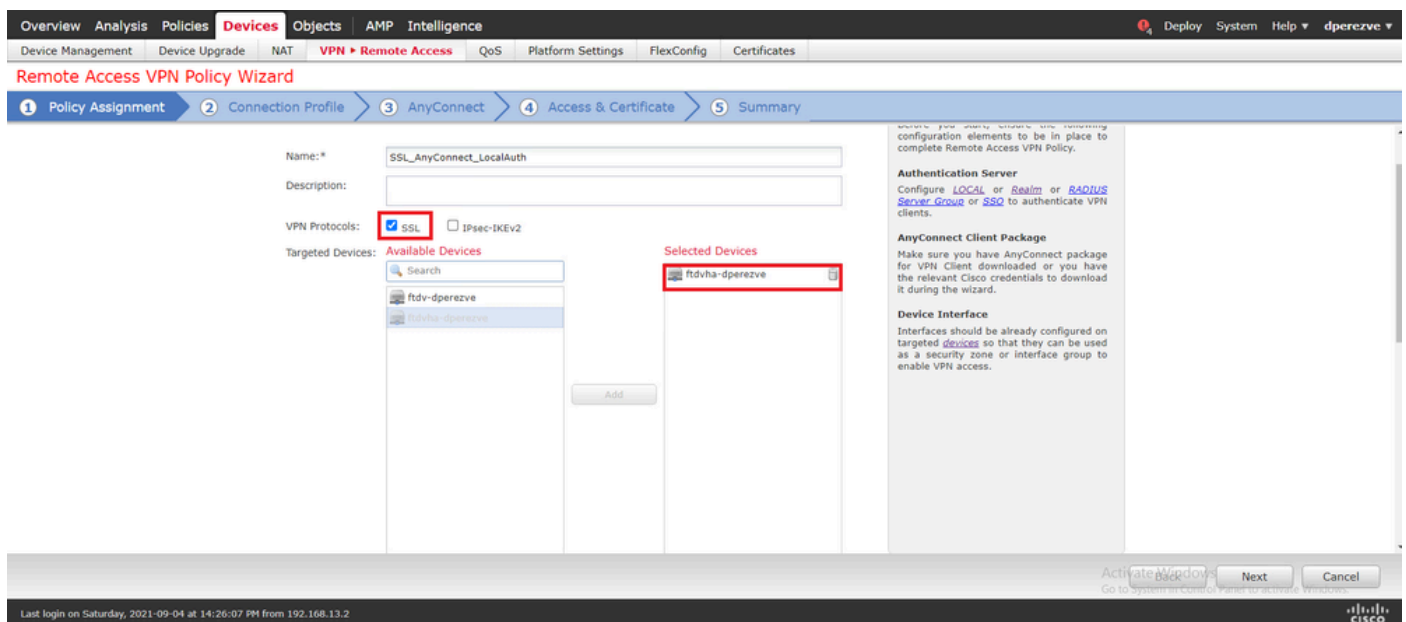 Overview Analysis Policies Devices Objects AMP Intelligence 4 Deploy System Help ▾ dperezve ▾
Device Management Device Upgrade NAT VPN ▸ Remote Access QoS Platform Settings FlexConfig Certificates
Remote Access VPN Policy Wizard
1 Policy Assignment 2 Connection Profile 3 AnyConnect 4 Access & Certificate 5 Summary
Name:* SSL_AnyConnect_LocalAuth
Description:
VPN Protocols: SSL IPsec-IKEv2
Targeted Devices: Available Devices
Search
ftdv-dperezve
ftdvha-dperezve
Add
Selected Devices
ftdvha-dperezve
Before you start, ensure the following
configuration elements to be in place to
complete Remote Access VPN Policy.
Authentication Server
Configure LOCAL or Realm or RADIUS
Server Group or SSO to authenticate VPN
clients.
AnyConnect Client Package
Make sure you have AnyConnect package
for VPN Client downloaded or you have
the relevant Cisco credentials to download
it during the wizard.
Device Interface
Interfaces should be already configured on
targeted devices so that they can be used
as a security zone or interface group to
enable VPN access.
Activate Windows
Go to System in Control Panel to activate Windows.
Back Next Cancel
Last login on Saturday, 2021-09-04 at 14:26:07 PM from 192.168.13.2
CISCO